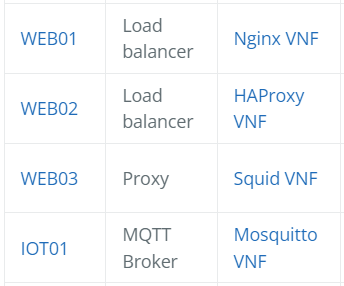 WEB01
Load
balancer
Nginx VNF
WEB02
Load
balancer
HAProxy
VNF
WEB03
Proxy
Squid VNF
IOT01
MQTT
Broker
Mosquitto
VNF